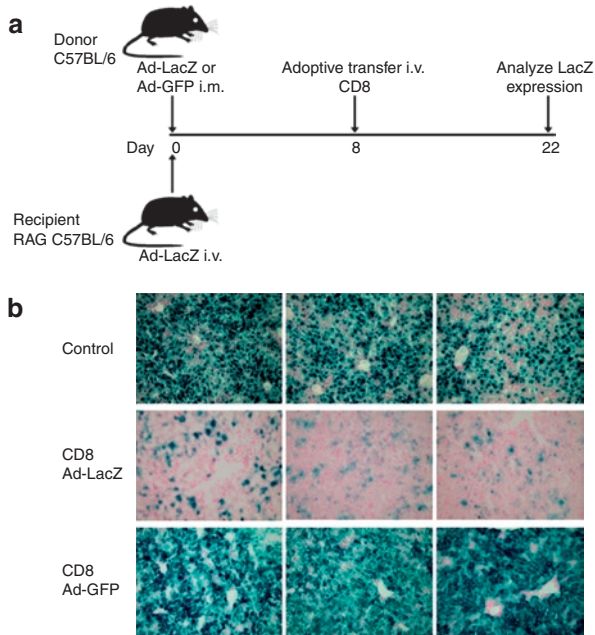 a
Donor
C57BL/6
Ad-LacZ or
Ad-GFP i.m.
Adoptive transfer i.v.
CD8
Analyze LacZ
expression
Day 0 8 22
Recipient
RAG C57BL/6
Ad-LacZ i.v.
b
Control
CD8
Ad-LacZ
CD8
Ad-GFP